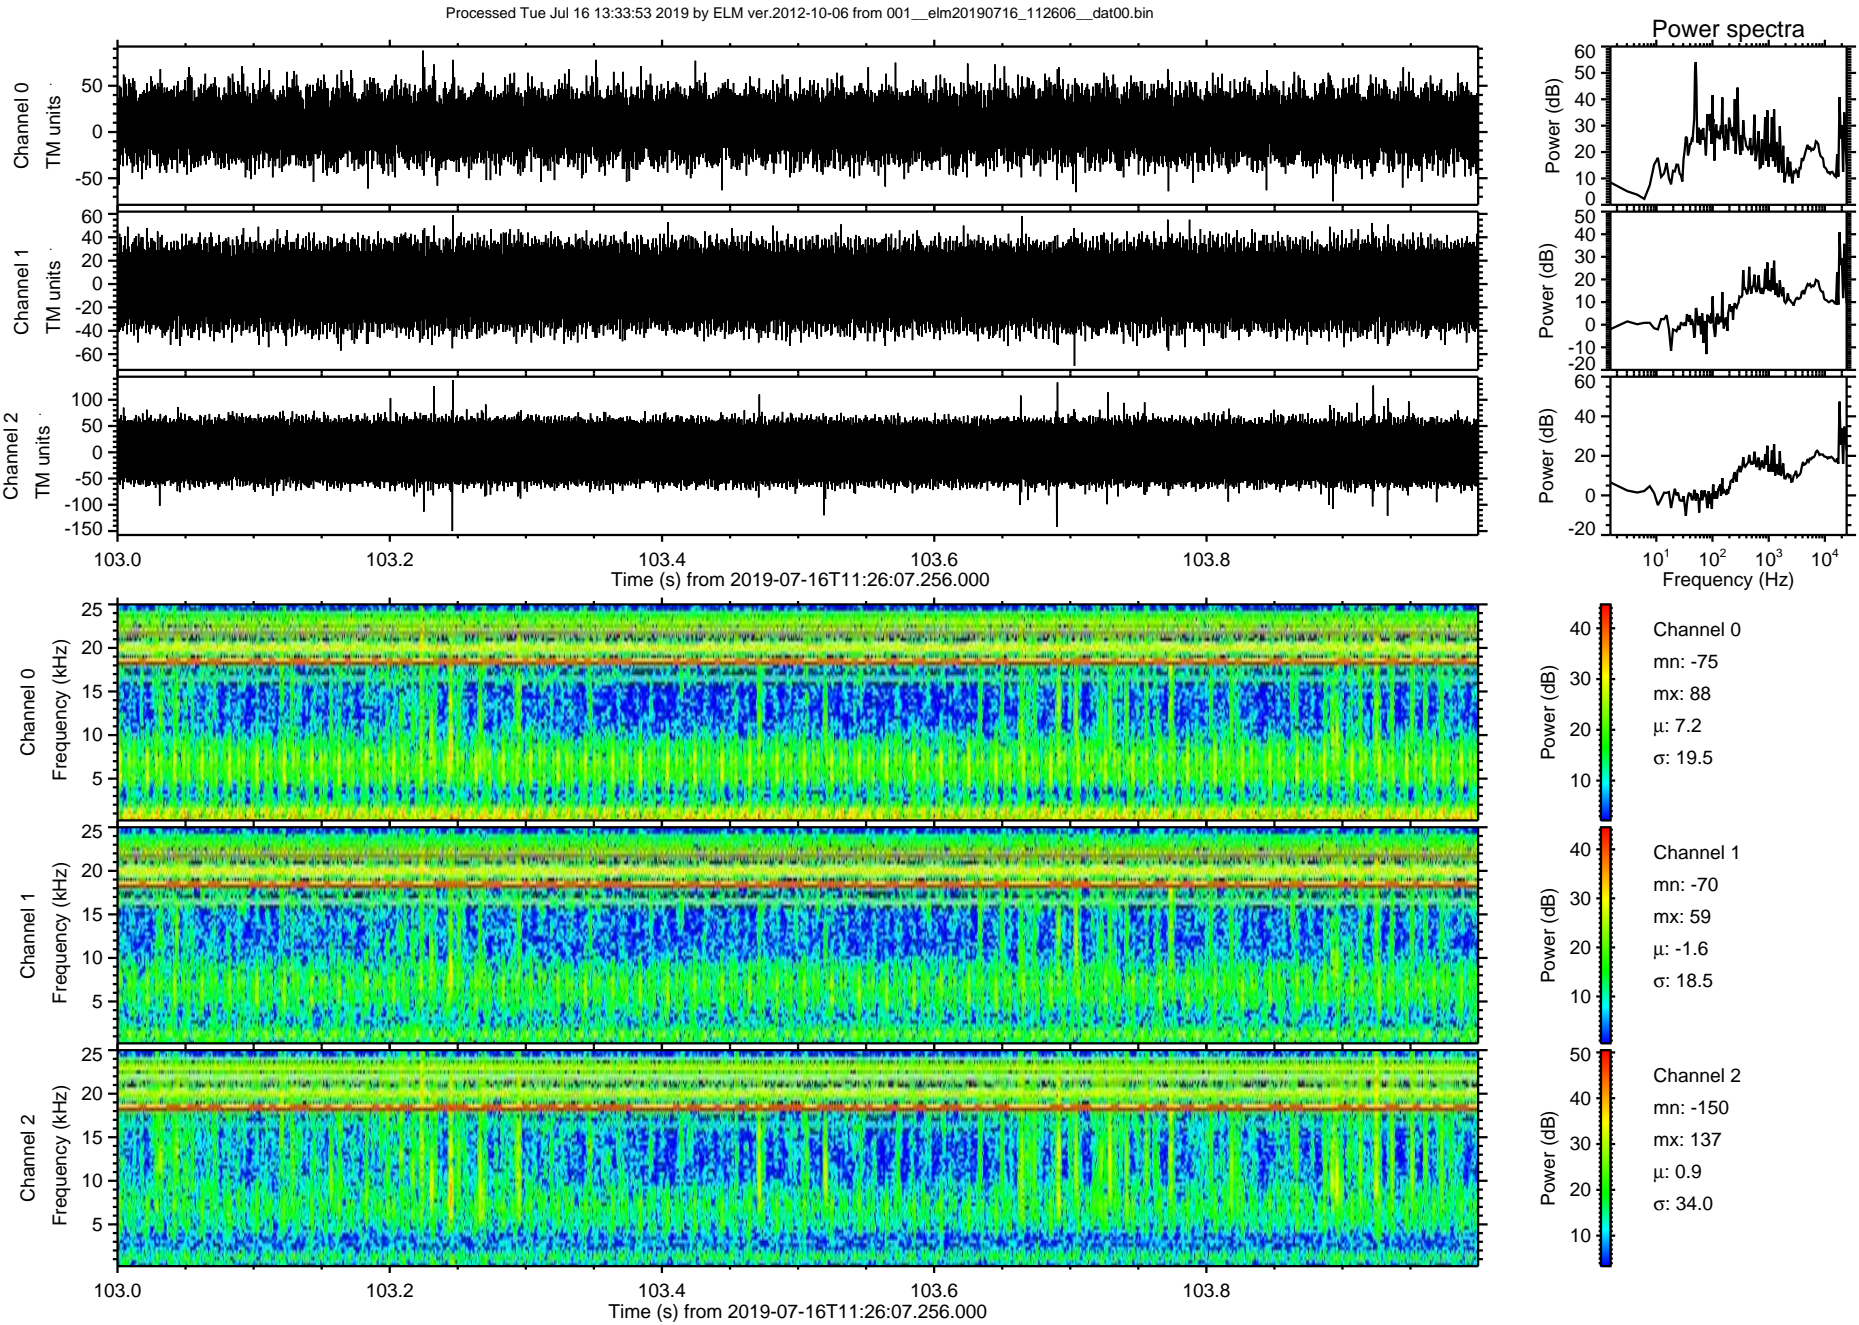 Processed Tue Jul 16 13:33:53 2019 by ELM ver.2012-10-06 from 001__elm20190716_112606__dat00.bin
Power spectra
Channel 0
TM units
50
0
-50
Power (dB)
60
50
40
30
20
10
0
Channel 1
TM units
60
40
20
0
-20
-40
-60
Power (dB)
50
40
30
20
10
0
-10
-20
Channel 2
TM units
100
50
0
-50
-100
-150
Power (dB)
60
40
20
0
-20
103.0 103.2 103.4 103.6 103.8
Time (s) from 2019-07-16T11:26:07.256.000
10¹ 10² 10³ 10⁴
Frequency (Hz)
Channel 0
Frequency (kHz)
25
20
15
10
5
Power (dB)
40
30
20
10
Channel 0
mn: -75
mx: 88
μ: 7.2
σ: 19.5
Channel 1
Frequency (kHz)
25
20
15
10
5
Power (dB)
40
30
20
10
Channel 1
mn: -70
mx: 59
μ: -1.6
σ: 18.5
Channel 2
Frequency (kHz)
25
20
15
10
5
Power (dB)
50
40
30
20
10
Channel 2
mn: -150
mx: 137
μ: 0.9
σ: 34.0
103.0 103.2 103.4 103.6 103.8
Time (s) from 2019-07-16T11:26:07.256.000